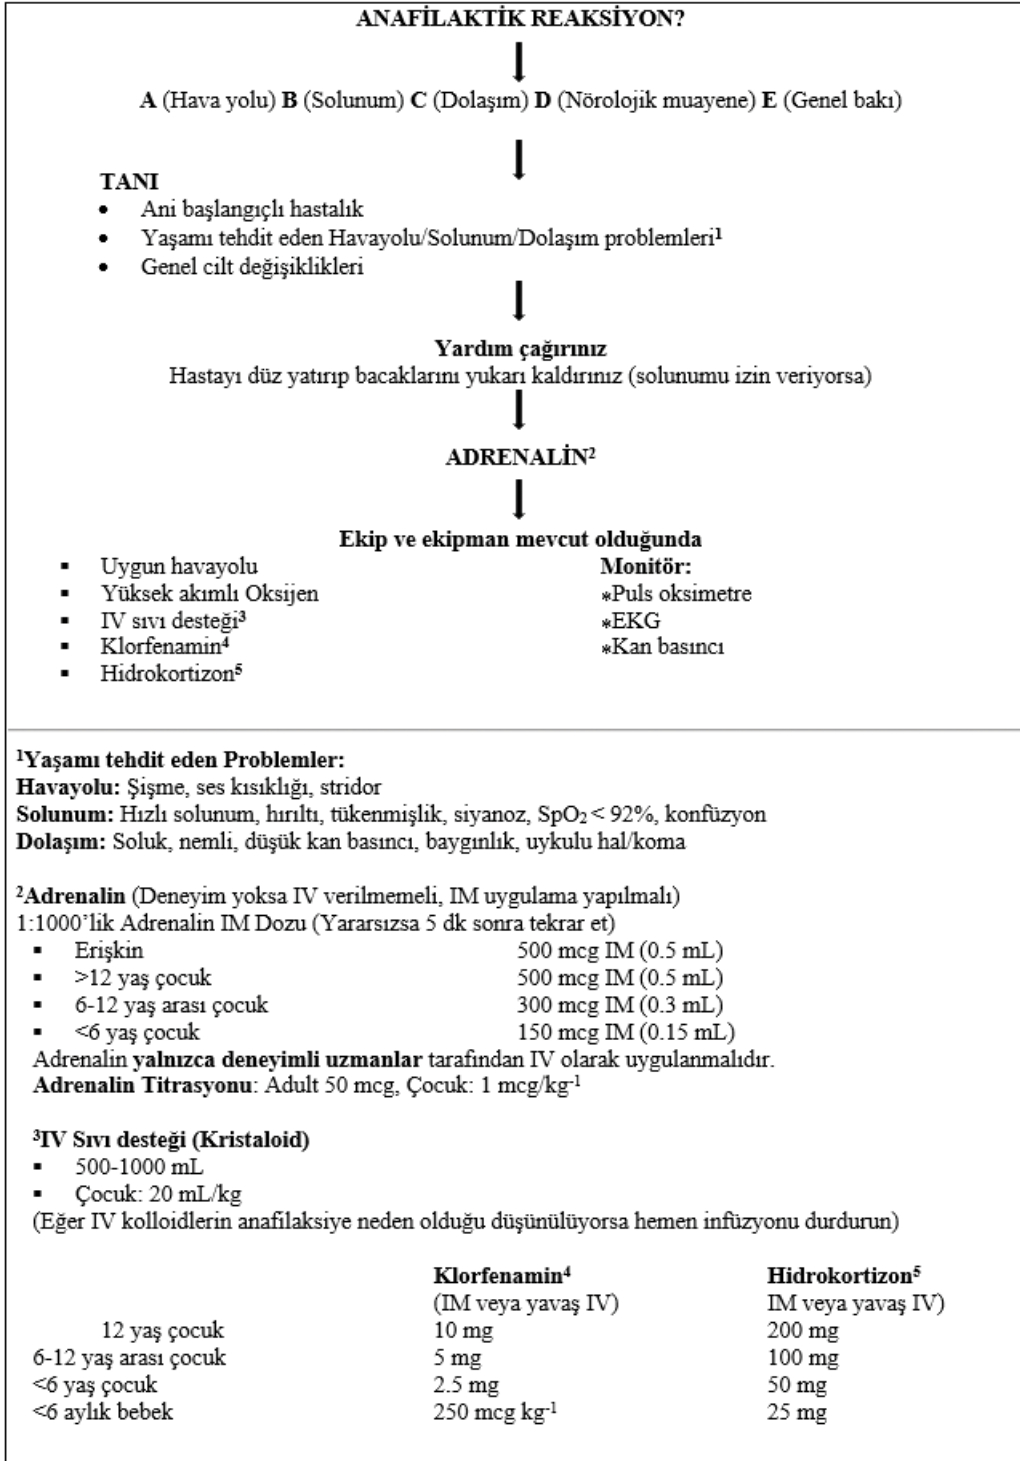 ANAFİLAKTİK REAKSİYON?
A (Hava yolu) B (Solunum) C (Dolaşım) D (Nörolojik muayene) E (Genel bakı)
TANI
• Ani başlangıçlı hastalık
• Yaşamı tehdit eden Havayolu/Solunum/Dolaşım problemleri¹
• Genel cilt değişiklikleri
Yardım çağırınız
Hastayı düz yatırıp bacaklarını yukarı kaldırınız (solunumu izin veriyorsa)
ADRENALİN²
Ekip ve ekipman mevcut olduğunda
▪ Uygun havayolu Monitör:
▪ Yüksek akımlı Oksijen *Puls oksimetre
▪ IV sıvı desteği³ *EKG
▪ Klorfenamin⁴ *Kan basıncı
▪ Hidrokortizon⁵
¹Yaşamı tehdit eden Problemler:
Havayolu: Şişme, ses kısıklığı, stridor
Solunum: Hızlı solunum, hırıltı, tükenmişlik, siyanoz, SpO₂ < 92%, konfüzyon
Dolaşım: Soluk, nemli, düşük kan basıncı, baygınlık, uykulu hal/koma
²Adrenalin (Deneyim yoksa IV verilmemeli, IM uygulama yapılmalı)
1:1000’lik Adrenalin IM Dozu (Yararsızsa 5 dk sonra tekrar et)
▪ Erişkin 500 mcg IM (0.5 mL)
▪ >12 yaş çocuk 500 mcg IM (0.5 mL)
▪ 6-12 yaş arası çocuk 300 mcg IM (0.3 mL)
▪ <6 yaş çocuk 150 mcg IM (0.15 mL)
Adrenalin yalnızca deneyimli uzmanlar tarafından IV olarak uygulanmalıdır.
Adrenalin Titrasyonu: Adult 50 mcg, Çocuk: 1 mcg/kg⁻¹
³IV Sıvı desteği (Kristaloid)
▪ 500-1000 mL
▪ Çocuk: 20 mL/kg
(Eğer IV kolloidlerin anafilaksiye neden olduğu düşünülüyorsa hemen infüzyonu durdurun)
Klorfenamin⁴ Hidrokortizon⁵
(IM veya yavaş IV) IM veya yavaş IV)
12 yaş çocuk 10 mg 200 mg
6-12 yaş arası çocuk 5 mg 100 mg
<6 yaş çocuk 2.5 mg 50 mg
<6 aylık bebek 250 mcg kg⁻¹ 25 mg